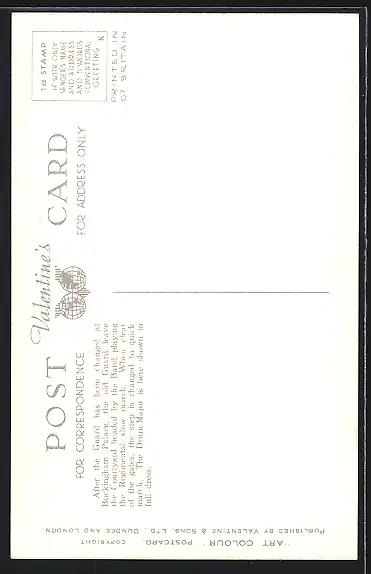 POST CARD
Valentine's
FOR CORRESPONDENCE
FOR ADDRESS ONLY
1d STAMP
IF WITH ONLY
SENDER'S NAME
AND ADDRESS
AND 5 WORDS
CONVENTIONAL
GREETING
K
PRINTED IN
GT BRITAIN
After the Guard has been changed at
Buckingham Palace, the old Guard leave
the Courtyard headed by the Band playing
the Regimental slow march. When clear
of the gates, the step is changed to quick
march. The Drum Major is here shown in
full dress.
"ART COLOUR" POSTCARD. COPYRIGHT
PUBLISHED BY VALENTINE & SONS, LTD., DUNDEE AND LONDON